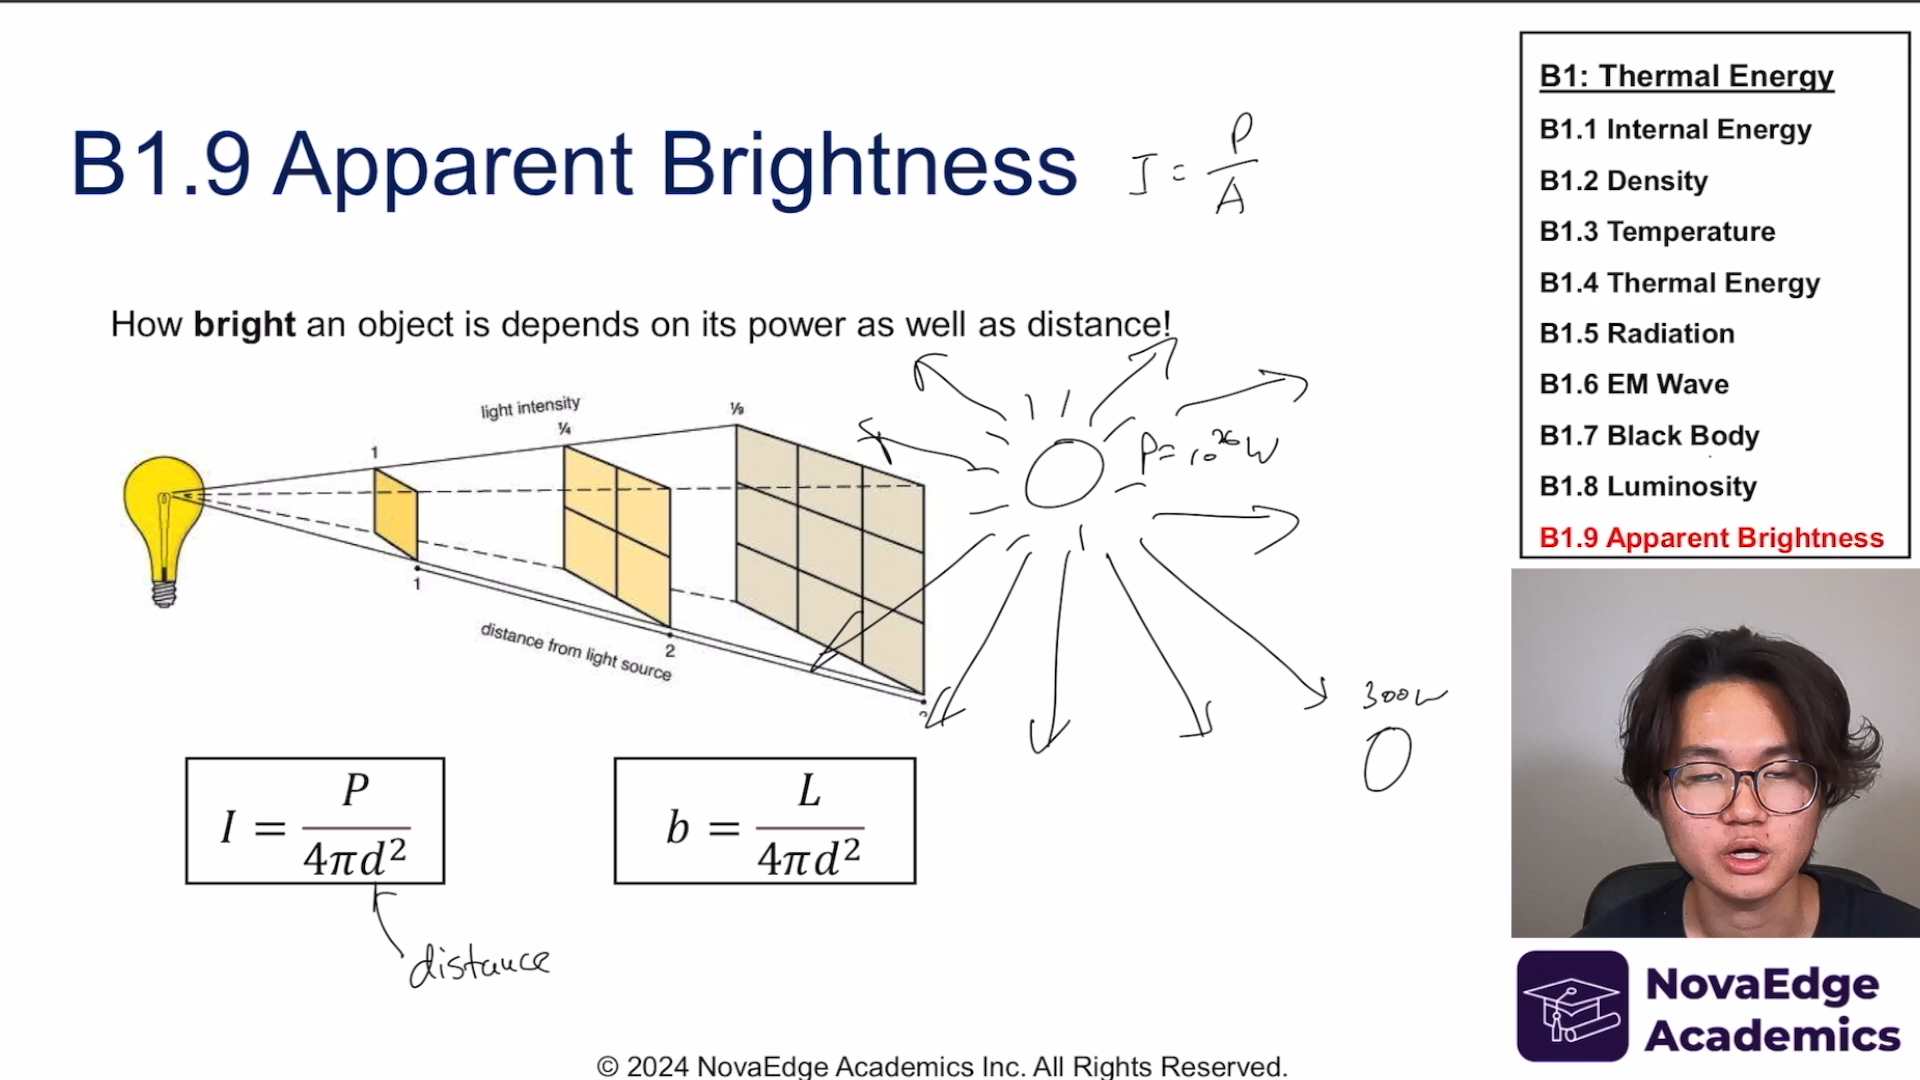 B1.9 Apparent Brightness
I = P/A
How bright an object is depends on its power as well as distance!
light intensity
1
¼
⅑
1
2
distance from light source
P = 10²⁶ W
300W
I = P/4πd²
b = L/4πd²
distance
B1: Thermal Energy
B1.1 Internal Energy
B1.2 Density
B1.3 Temperature
B1.4 Thermal Energy
B1.5 Radiation
B1.6 EM Wave
B1.7 Black Body
B1.8 Luminosity
B1.9 Apparent Brightness
NovaEdge
Academics
© 2024 NovaEdge Academics Inc. All Rights Reserved.